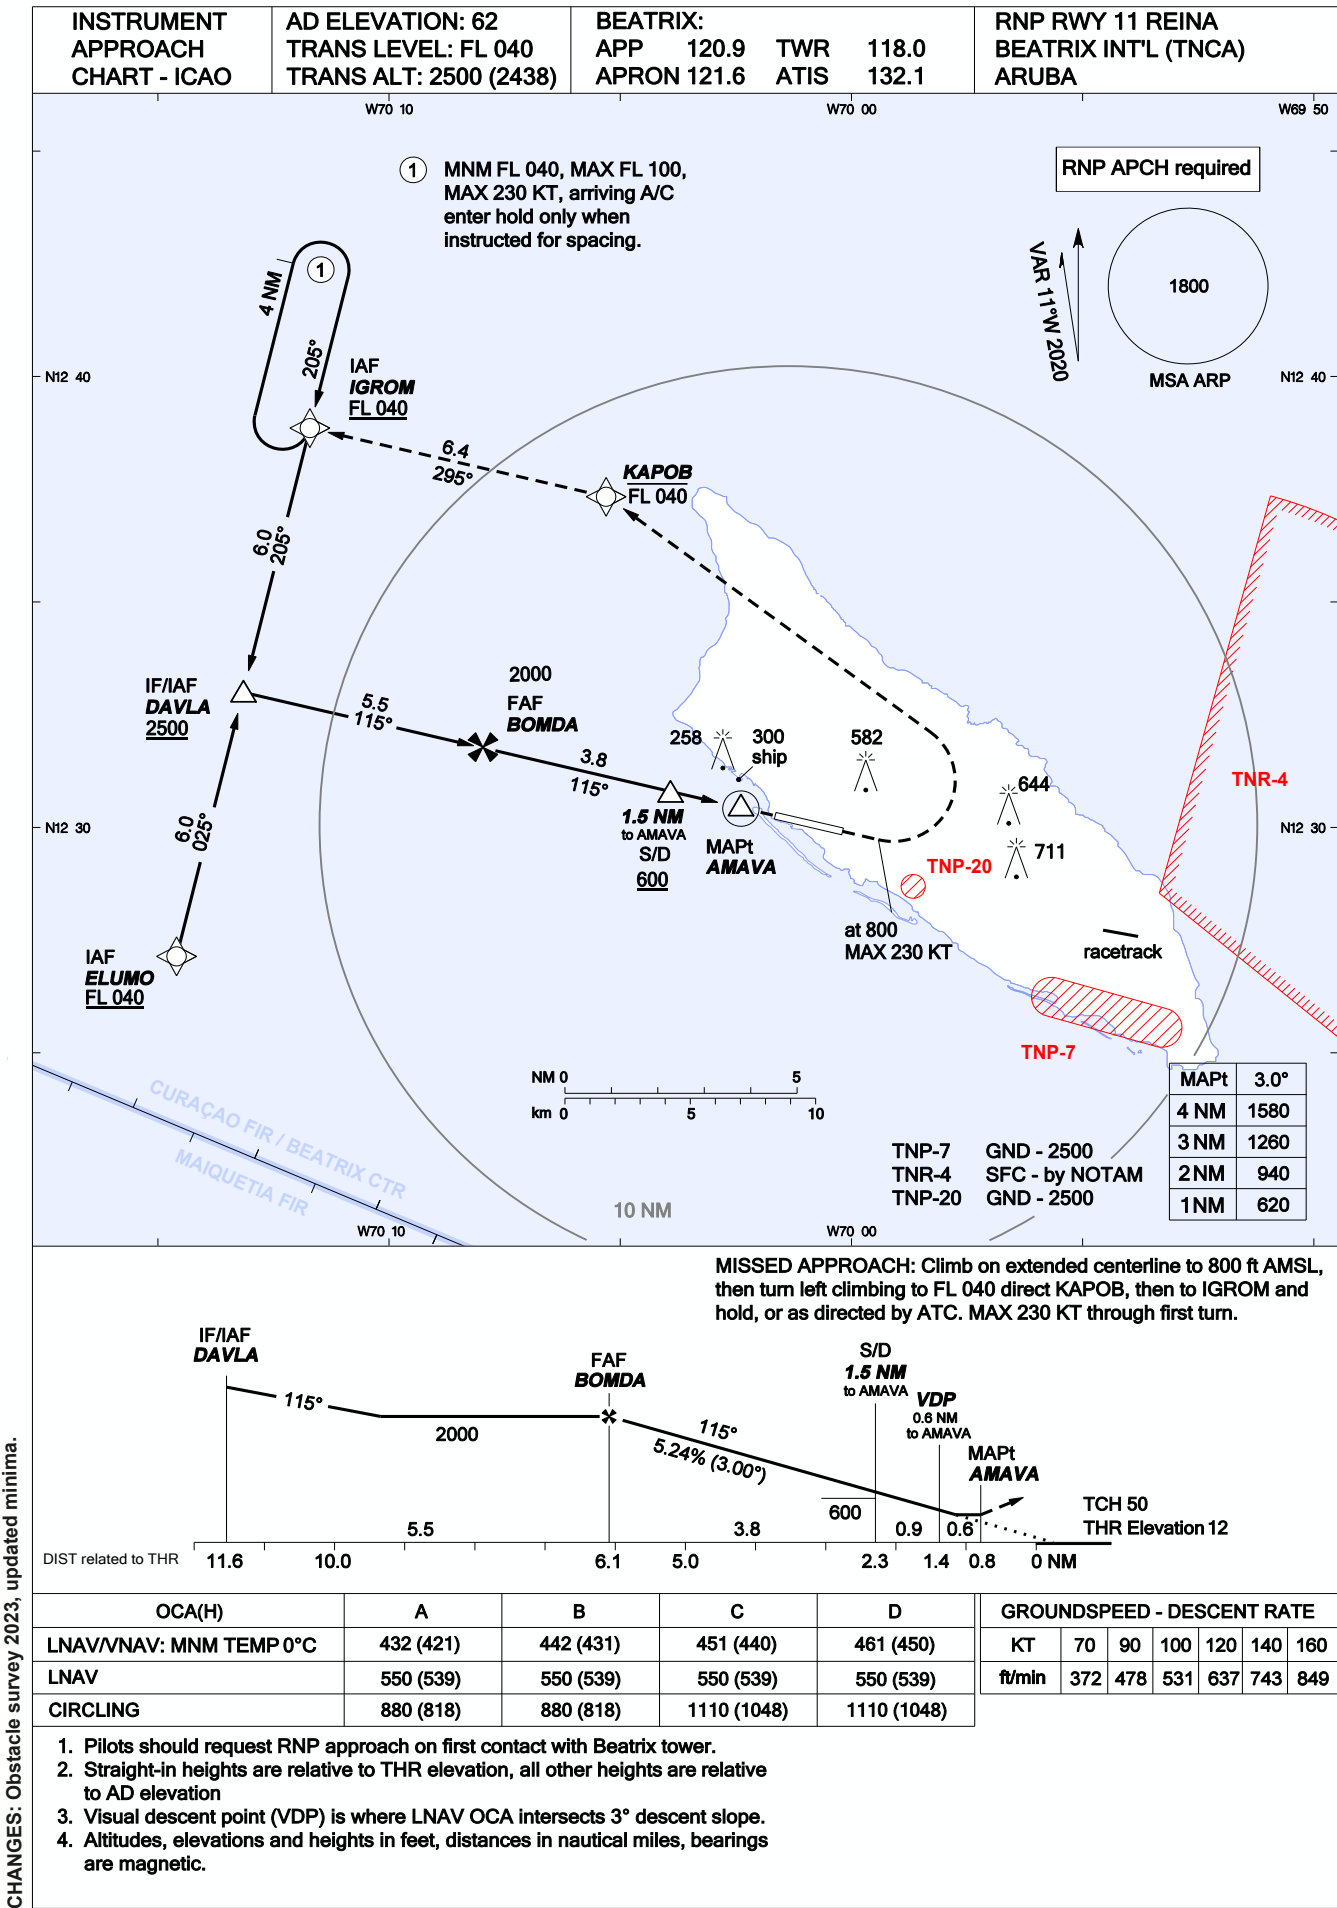 INSTRUMENT
APPROACH
CHART - ICAO
AD ELEVATION: 62
TRANS LEVEL: FL 040
TRANS ALT: 2500 (2438)
BEATRIX:
APP 120.9 TWR 118.0
APRON 121.6 ATIS 132.1
RNP RWY 11 REINA
BEATRIX INT'L (TNCA)
ARUBA
W70 10
W70 00
W69 50
1
MNM FL 040, MAX FL 100,
MAX 230 KT, arriving A/C
enter hold only when
instructed for spacing.
RNP APCH required
VAR 11°W 2020
1800
MSA ARP
1
4 NM
205°
IAF
IGROM
FL 040
N12 40
N12 40
6.4
295°
KAPOB
FL 040
6.0
205°
IF/IAF
DAVLA
2500
5.5
115°
2000
FAF
BOMDA
3.8
115°
258
300
ship
582
644
711
TNR-4
1.5 NM
to AMAVA
S/D
600
MAPt
AMAVA
TNP-20
N12 30
N12 30
6.0
025°
at 800
MAX 230 KT
racetrack
IAF
ELUMO
FL 040
TNP-7
CURAÇAO FIR / BEATRIX CTR
MAIQUETIA FIR
NM 0 5
km 0 5 10
MAPt 3.0°
4 NM 1580
3 NM 1260
2 NM 940
1 NM 620
TNP-7 GND - 2500
TNR-4 SFC - by NOTAM
TNP-20 GND - 2500
10 NM
W70 10
W70 00
MISSED APPROACH: Climb on extended centerline to 800 ft AMSL,
then turn left climbing to FL 040 direct KAPOB, then to IGROM and
hold, or as directed by ATC. MAX 230 KT through first turn.
IF/IAF
DAVLA
FAF
BOMDA
S/D
1.5 NM
to AMAVA
VDP
0.6 NM
to AMAVA
MAPt
AMAVA
115°
2000
115°
5.24% (3.00°)
600
TCH 50
THR Elevation 12
5.5 3.8 0.9 0.6
DIST related to THR 11.6 10.0 6.1 5.0 2.3 1.4 0.8 0 NM
OCA(H) A B C D
LNAV/VNAV: MNM TEMP 0°C 432 (421) 442 (431) 451 (440) 461 (450)
LNAV 550 (539) 550 (539) 550 (539) 550 (539)
CIRCLING 880 (818) 880 (818) 1110 (1048) 1110 (1048)
GROUNDSPEED - DESCENT RATE
KT 70 90 100 120 140 160
ft/min 372 478 531 637 743 849
1. Pilots should request RNP approach on first contact with Beatrix tower.
2. Straight-in heights are relative to THR elevation, all other heights are relative
to AD elevation
3. Visual descent point (VDP) is where LNAV OCA intersects 3° descent slope.
4. Altitudes, elevations and heights in feet, distances in nautical miles, bearings
are magnetic.
CHANGES: Obstacle survey 2023, updated minima.